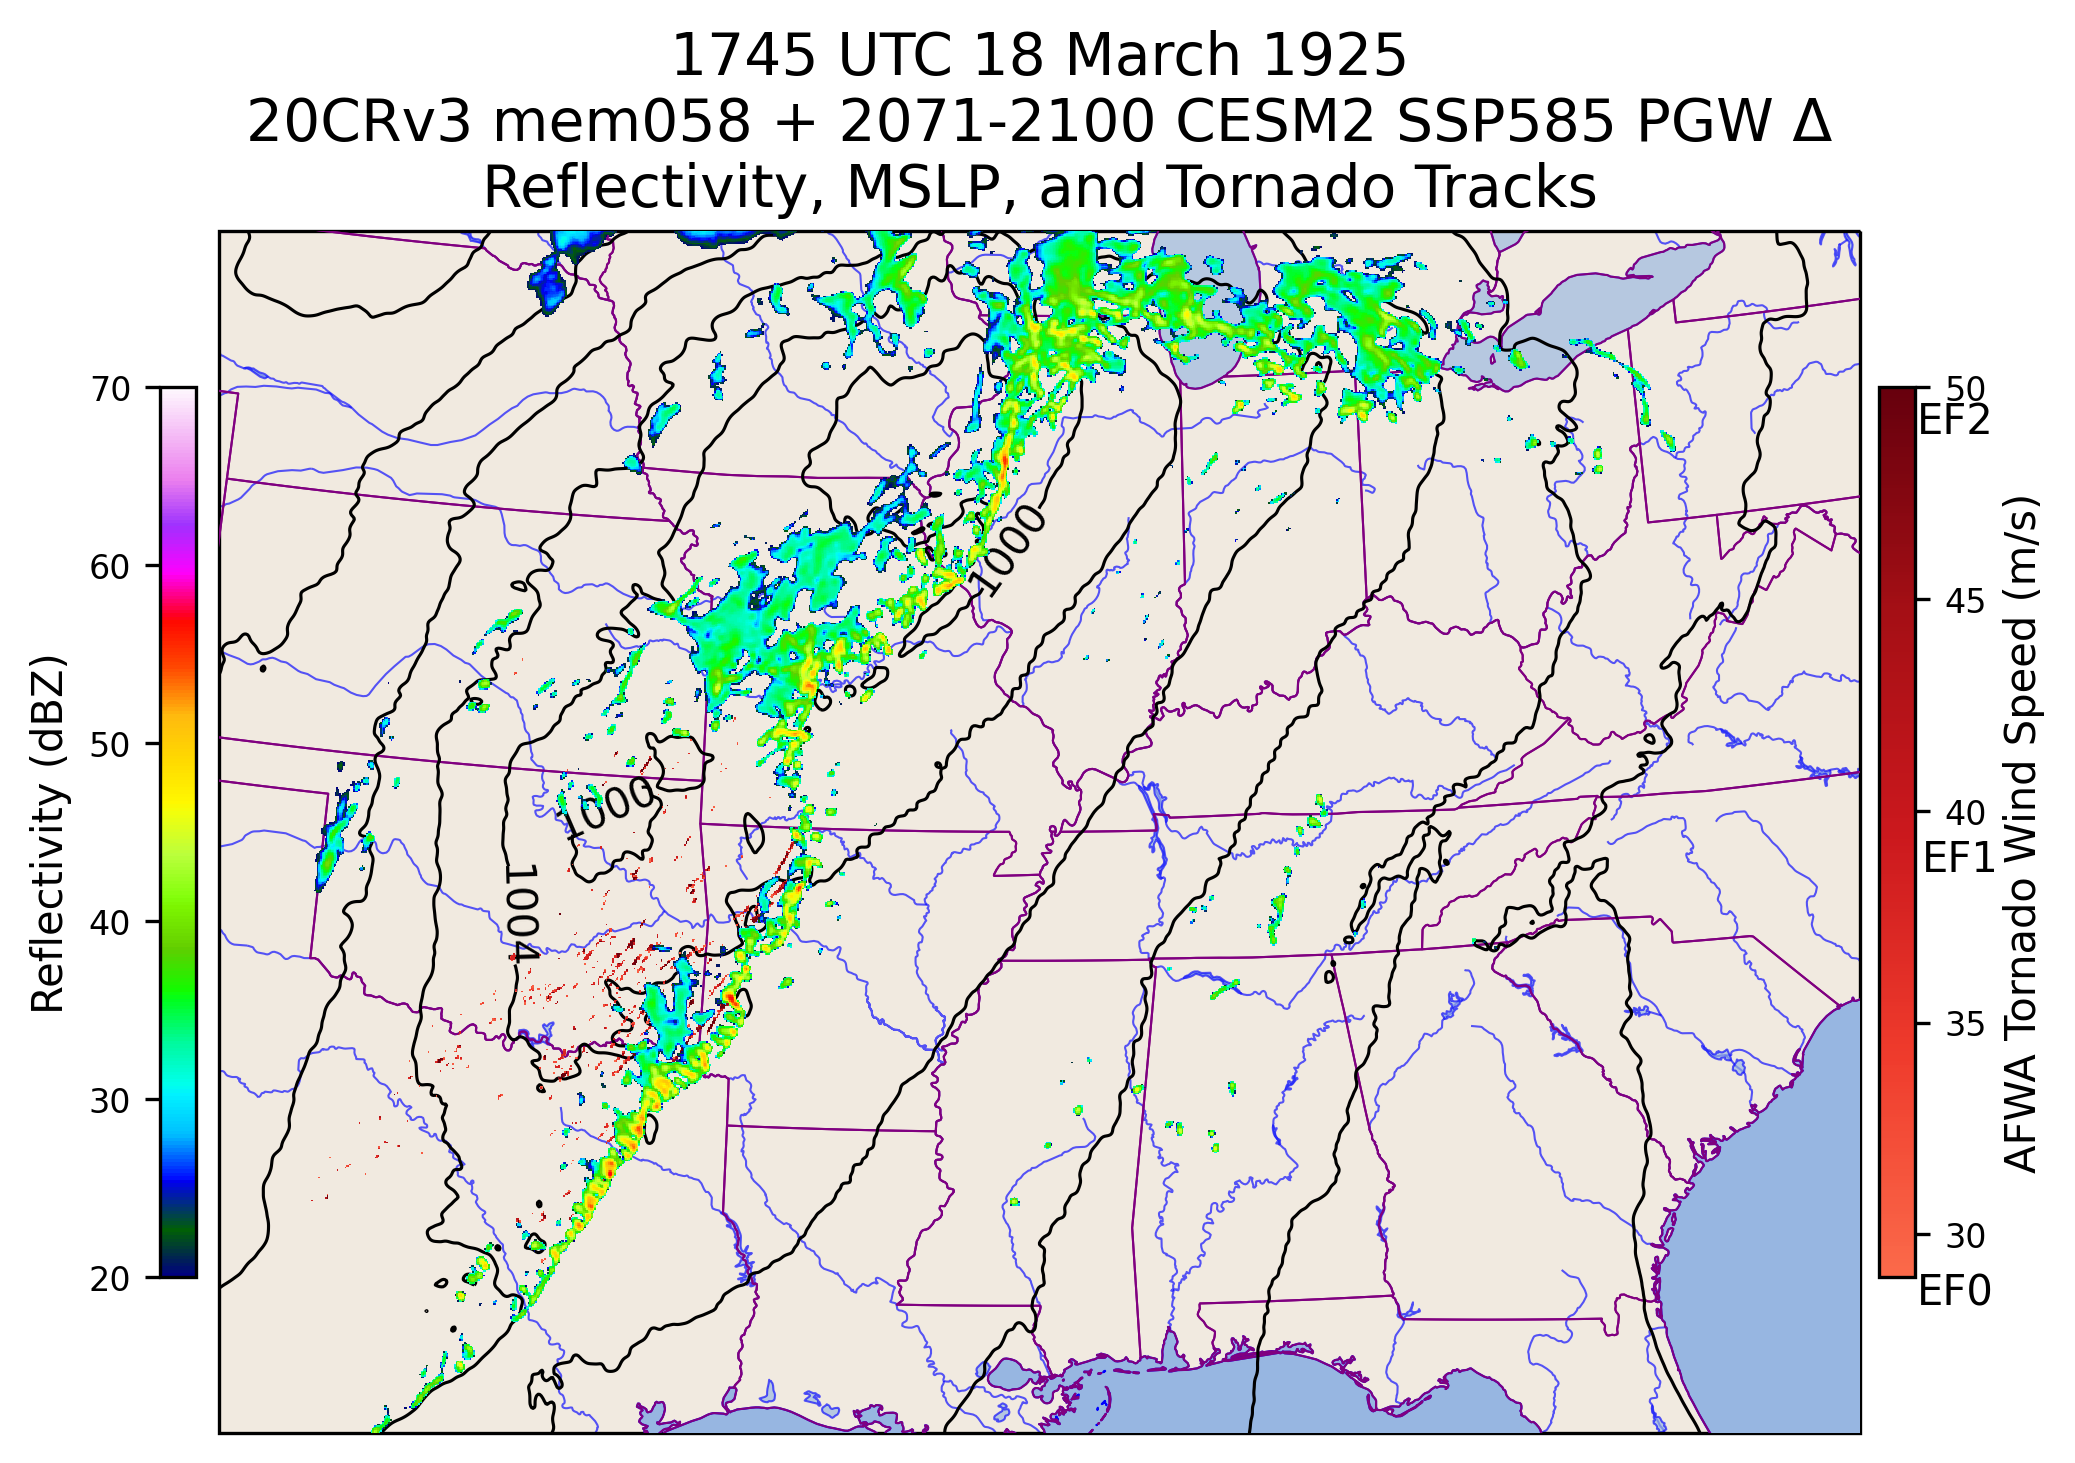 1745 UTC 18 March 1925
20CRv3 mem058 + 2071-2100 CESM2 SSP585 PGW Δ
Reflectivity, MSLP, and Tornado Tracks
70
60
50
40
30
20
Reflectivity (dBZ)
1000
1000
1004
50
EF2
45
40
EF1
35
30
EF0
AFWA Tornado Wind Speed (m/s)